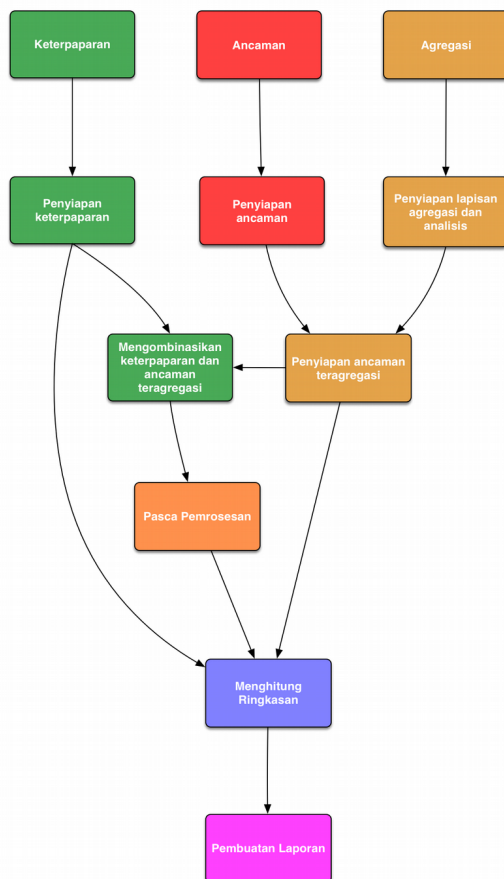 Keterpaparan
Ancaman
Agregasi
Penyiapan
keterpaparan
Penyiapan
ancaman
Penyiapan lapisan
agregasi dan
analisis
Mengombinasikan
keterpaparan dan
ancaman
teragregasi
Penyiapan ancaman
teragregasi
Pasca Pemrosesan
Menghitung
Ringkasan
Pembuatan Laporan